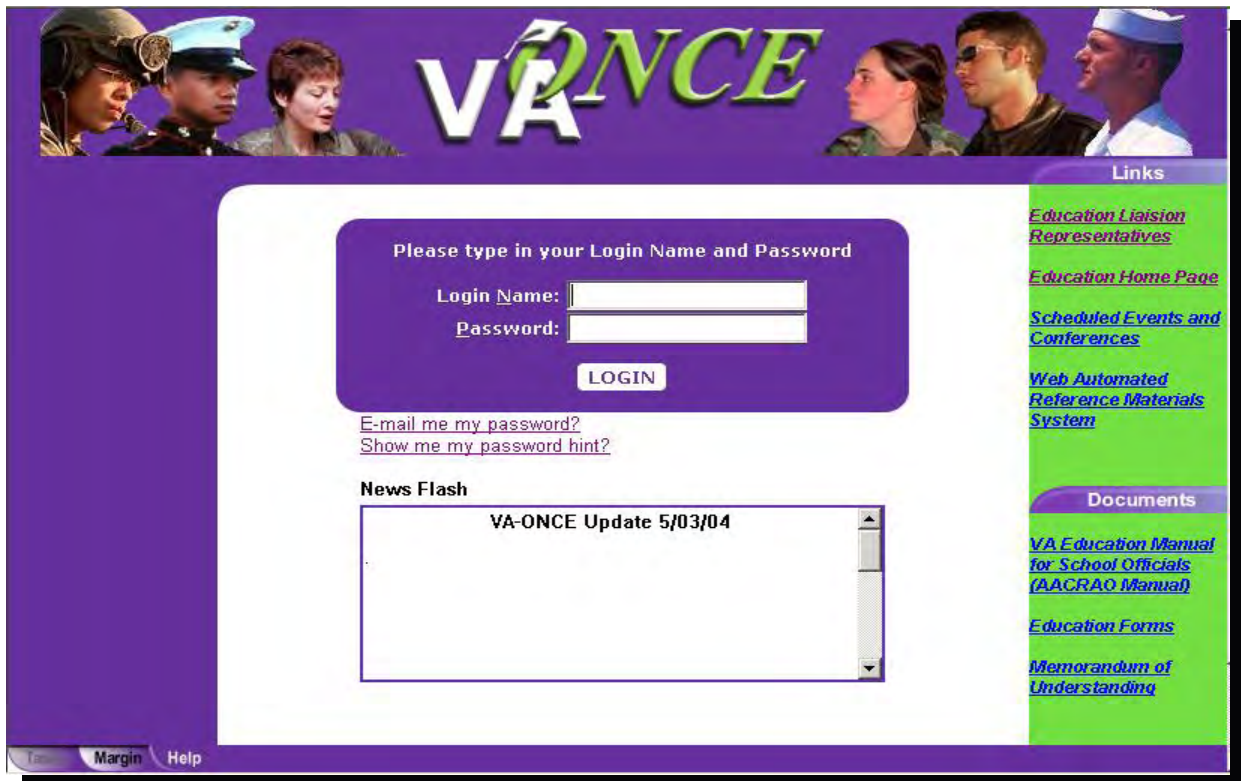 VA ONCE
Links
Education Liaision
Representatives
Education Home Page
Scheduled Events and
Conferences
Web Automated
Reference Materials
System
Please type in your Login Name and Password
Login Name:
Password:
LOGIN
E-mail me my password?
Show me my password hint?
News Flash
VA-ONCE Update 5/03/04
.
Documents
VA Education Manual
for School Officials
(AACRAO Manual)
Education Forms
Memorandum of
Understanding
Margin Help